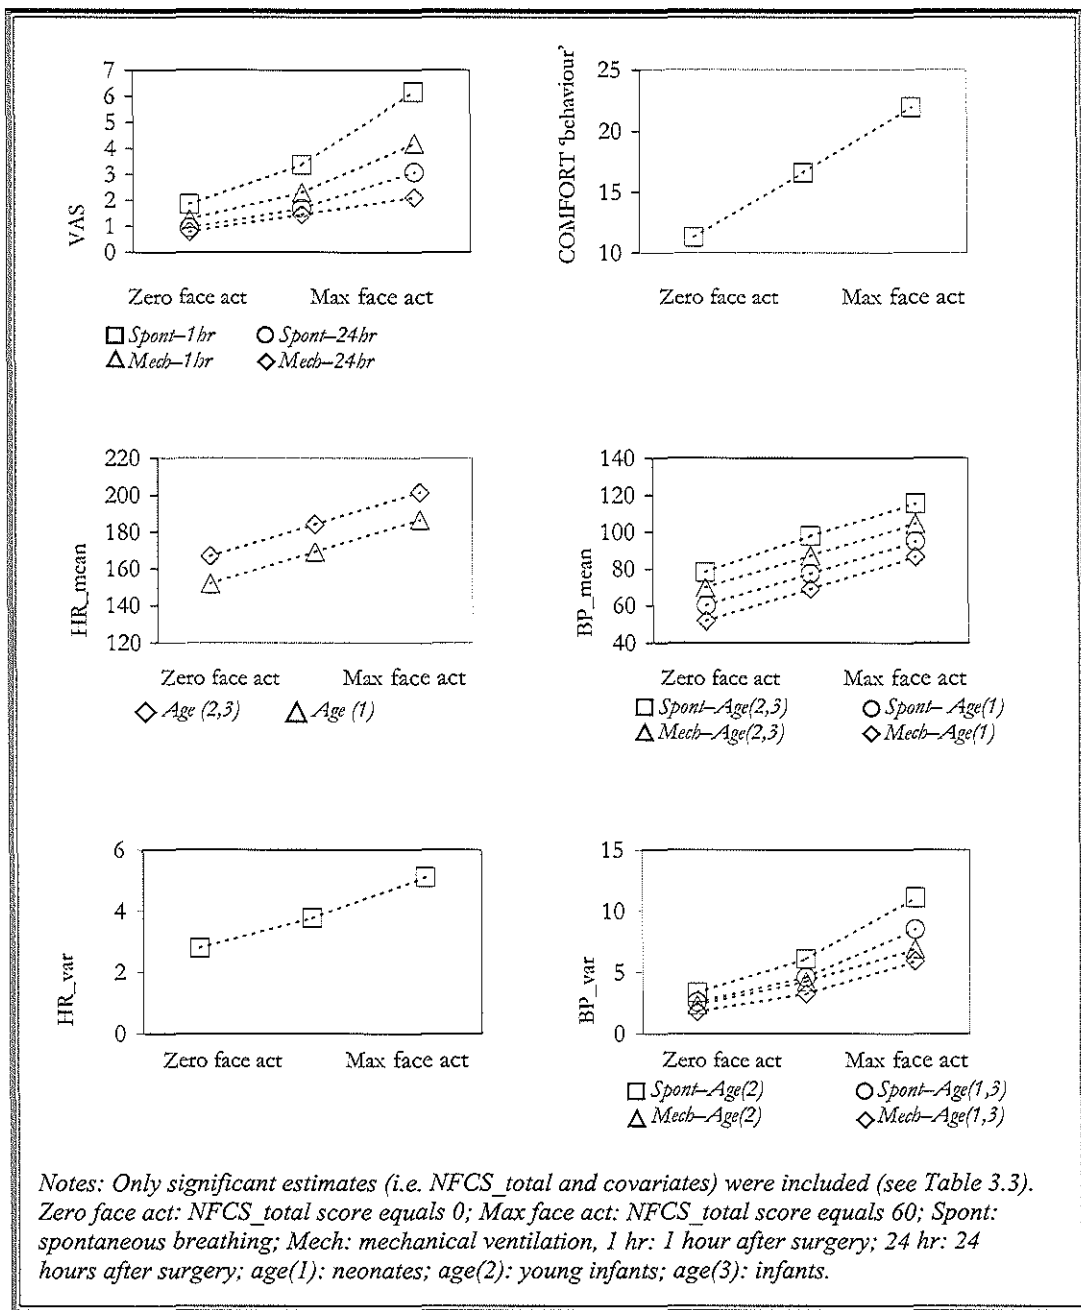 7
6
5
4
3
2
1
0
VAS
Zero face act Max face act
Spont–1hr Spont–24hr
Mech–1hr Mech–24hr
25
20
15
10
COMFORT 'behaviour'
Zero face act Max face act
220
200
180
160
140
120
HR_mean
Zero face act Max face act
Age (2,3) Age (1)
140
120
100
80
60
40
BP_mean
Zero face act Max face act
Spont–Age(2,3) Spont– Age(1)
Mech–Age(2,3) Mech–Age(1)
6
4
2
0
HR_var
Zero face act Max face act
15
10
5
0
BP_var
Zero face act Max face act
Spont–Age(2) Spont–Age(1,3)
Mech–Age(2) Mech–Age(1,3)
Notes: Only significant estimates (i.e. NFCS_total and covariates) were included (see Table 3.3).
Zero face act: NFCS_total score equals 0; Max face act: NFCS_total score equals 60; Spont:
spontaneous breathing; Mech: mechanical ventilation, 1 hr: 1 hour after surgery; 24 hr: 24
hours after surgery; age(1): neonates; age(2): young infants; age(3): infants.